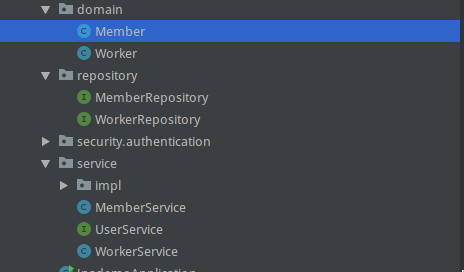 domain
Member
Worker
repository
MemberRepository
WorkerRepository
security.authentication
service
impl
MemberService
UserService
WorkerService